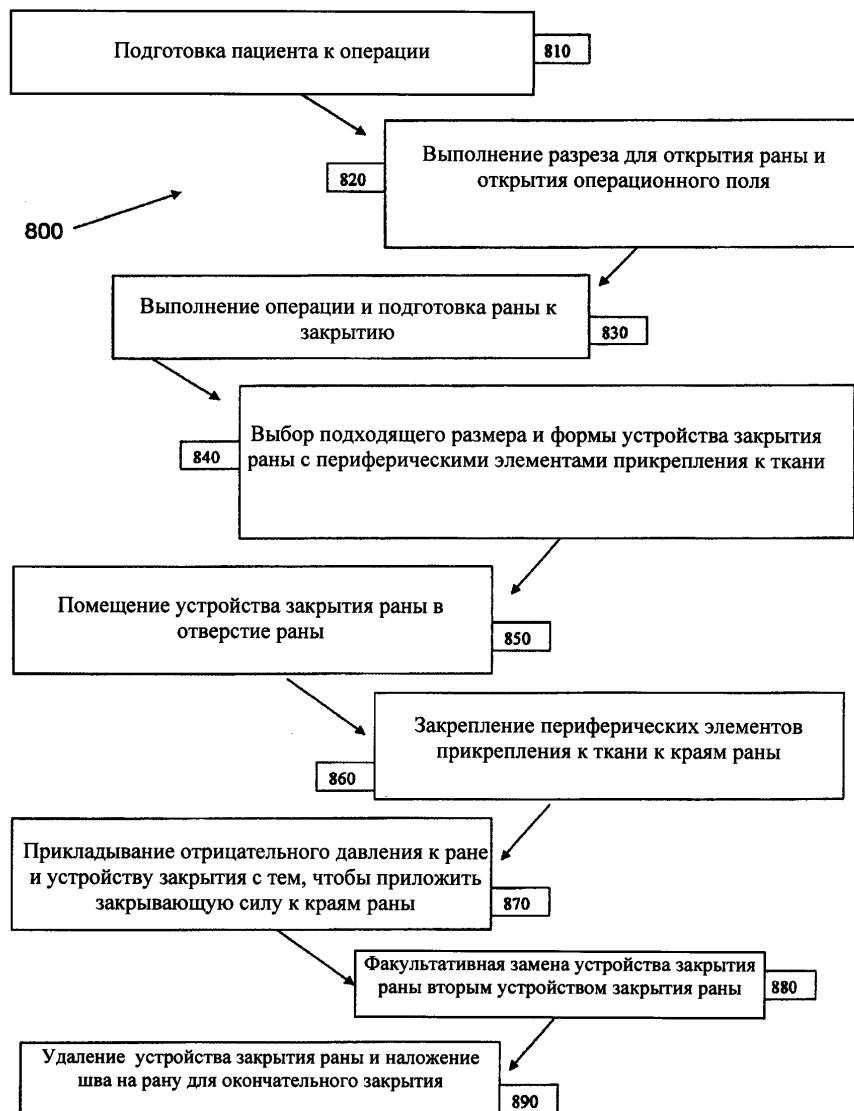 Подготовка пациента к операции
810
Выполнение разреза для открытия раны и
открытия операционного поля
820
800
Выполнение операции и подготовка раны к
закрытию
830
Выбор подходящего размера и формы устройства закрытия
раны с периферическими элементами прикрепления к ткани
840
Помещение устройства закрытия раны в
отверстие раны
850
Закрепление периферических элементов
прикрепления к ткани к краям раны
860
Прикладывание отрицательного давления к ране
и устройству закрытия с тем, чтобы приложить
закрывающую силу к краям раны
870
Факультативная замена устройства закрытия
раны вторым устройством закрытия раны
880
Удаление устройства закрытия раны и наложение
шва на рану для окончательного закрытия
890